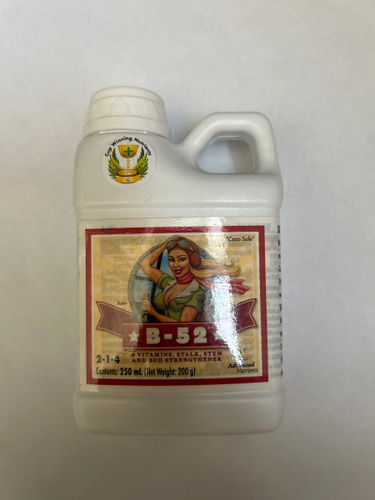 Cup Winning Nutrients
"Coco Safe"
B-52
VITAMINS, STALK, STEM
AND BUD STRENGTHENER
2-1-4
Contents: 250 mL (Net Weight: 200 g)
Advanced
Nutrients